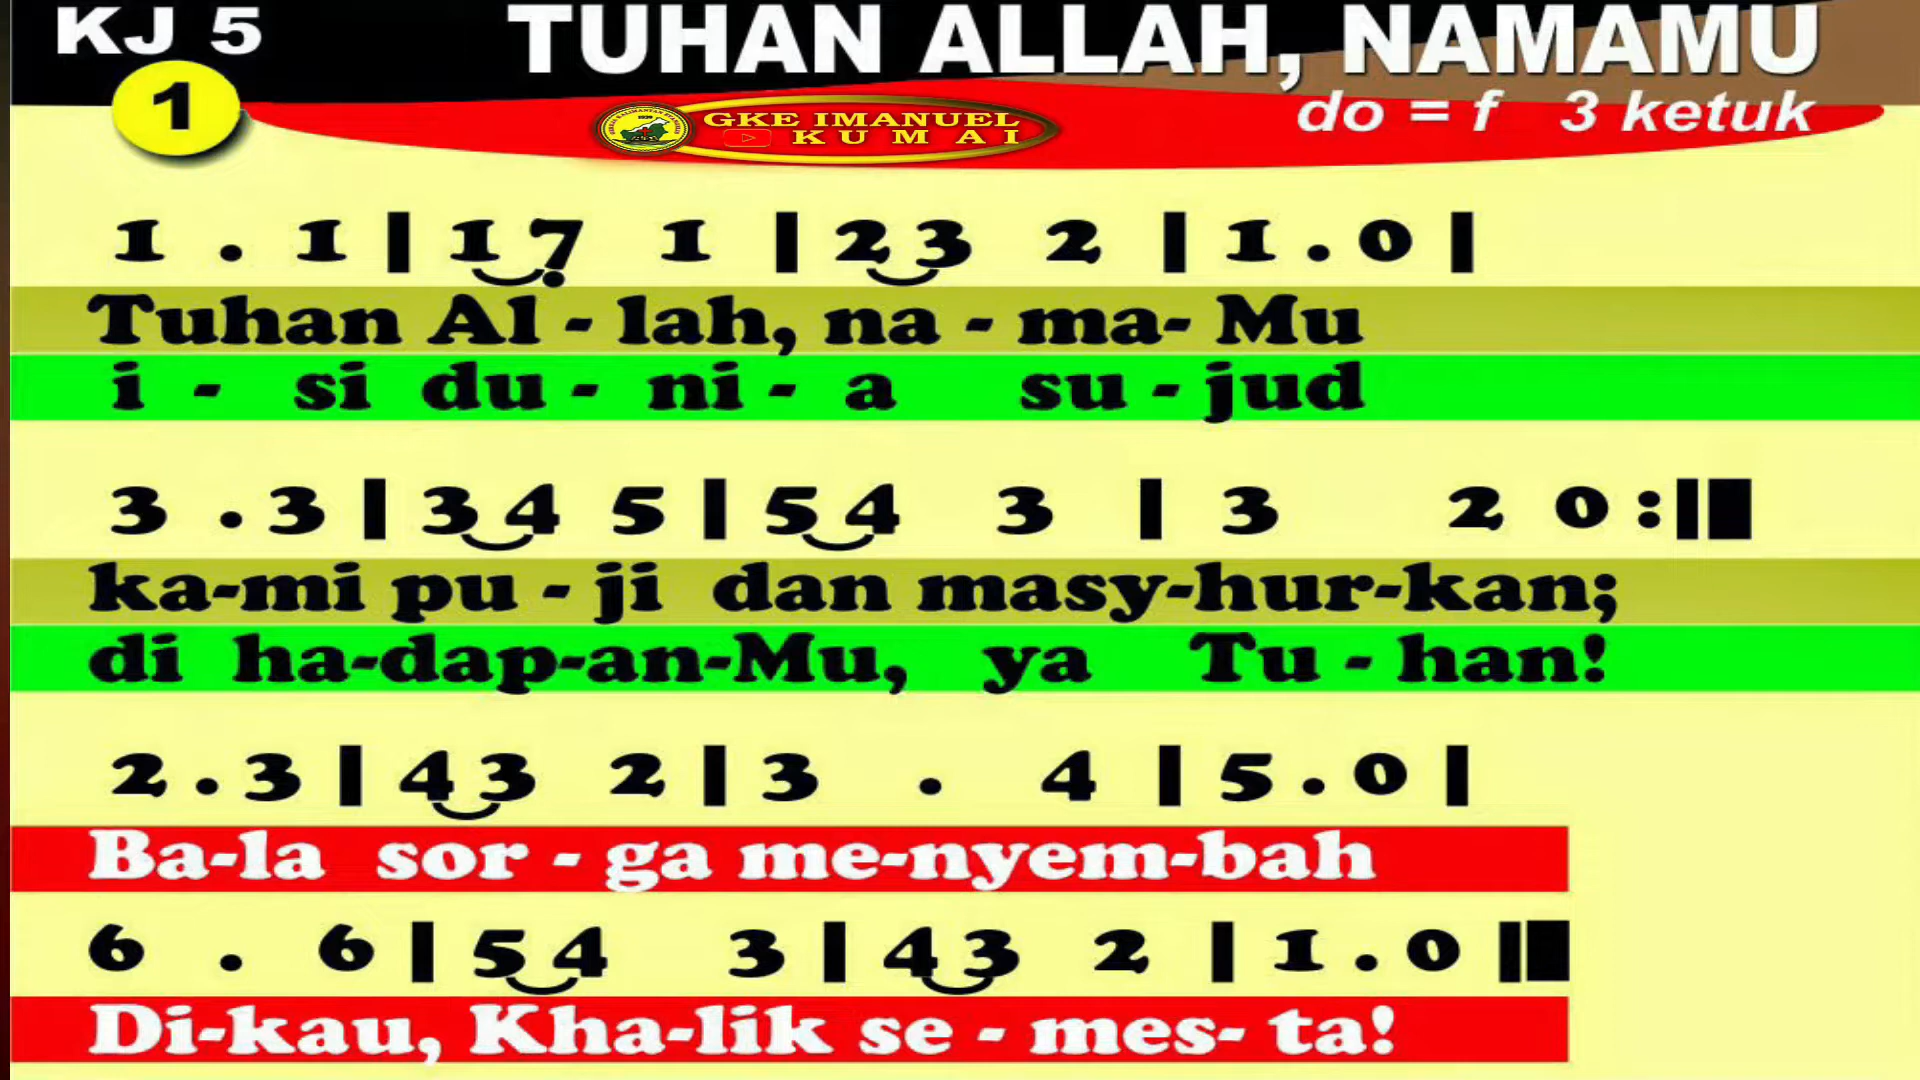 KJ 5
TUHAN ALLAH, NAMAMU
1
GKE IMANUEL
KUMAI
do = f 3 ketuk
1 . 1 | 1 7 1 | 2 3 2 | 1 . 0 |
Tuhan Al - lah, na - ma- Mu
i - si du - ni - a su - jud
3 . 3 | 3 4 5 | 5 4 3 | 3 2 0 :||
ka-mi pu - ji dan masy-hur-kan;
di ha-dap-an-Mu, ya Tu - han!
2 . 3 | 4 3 2 | 3 . 4 | 5 . 0 |
Ba-la sor - ga me-nyem-bah
6 . 6 | 5 4 3 | 4 3 2 | 1 . 0 ||
Di-kau, Kha-lik se - mes- ta!